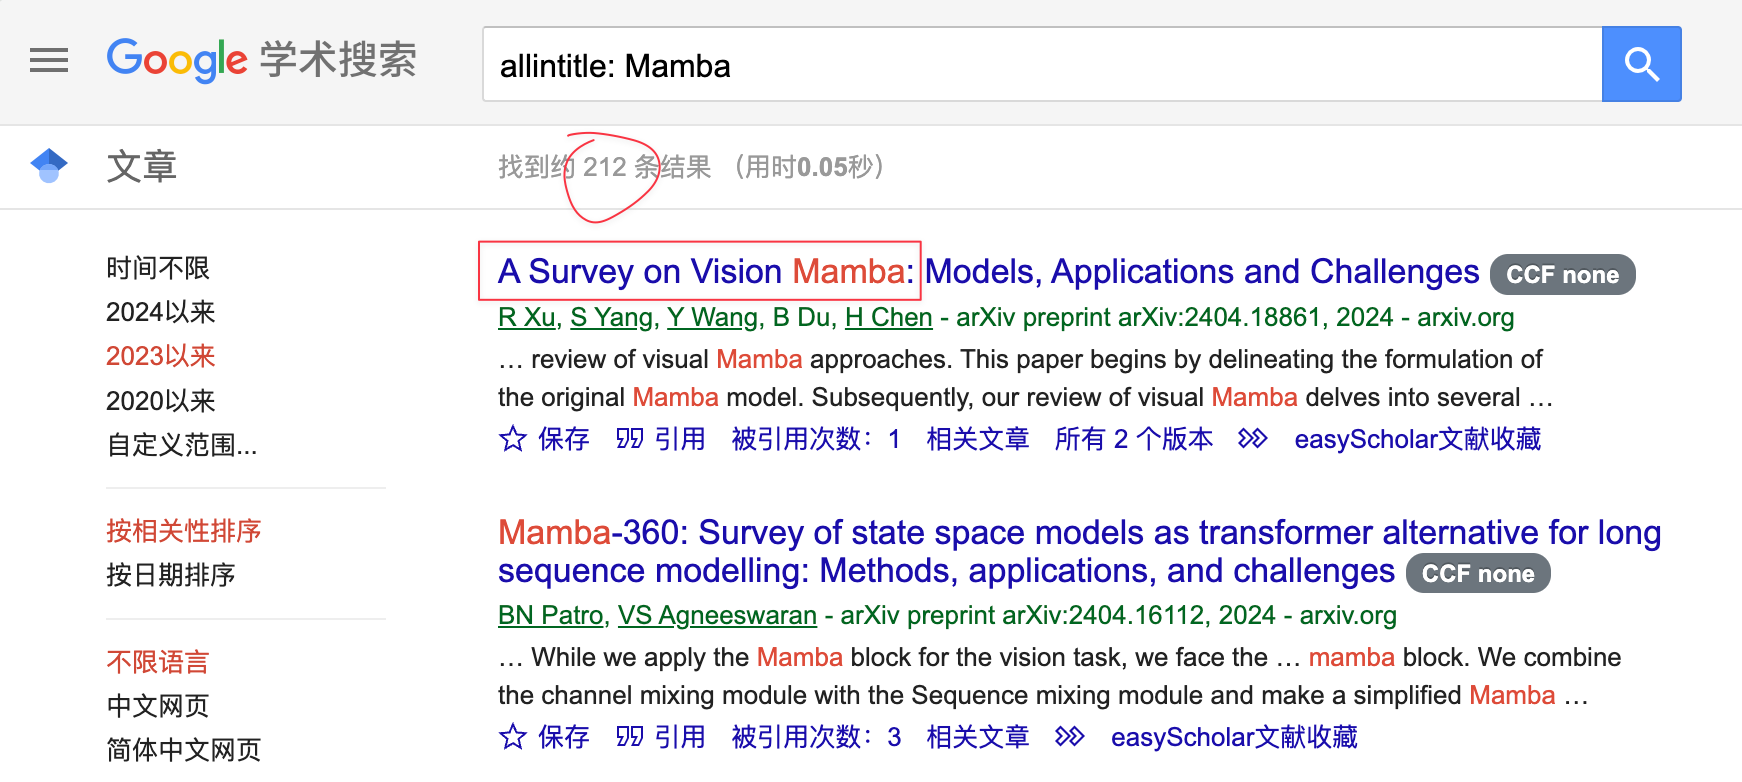 Google 学术搜索
allintitle: Mamba
文章
找到约 212 条结果 （用时0.05秒）
时间不限
2024以来
2023以来
2020以来
自定义范围...
按相关性排序
按日期排序
不限语言
中文网页
简体中文网页
A Survey on Vision Mamba: Models, Applications and Challenges CCF none
R Xu, S Yang, Y Wang, B Du, H Chen - arXiv preprint arXiv:2404.18861, 2024 - arxiv.org
… review of visual Mamba approaches. This paper begins by delineating the formulation of
the original Mamba model. Subsequently, our review of visual Mamba delves into several …
保存 引用 被引用次数：1 相关文章 所有 2 个版本 easyScholar文献收藏
Mamba-360: Survey of state space models as transformer alternative for long
sequence modelling: Methods, applications, and challenges CCF none
BN Patro, VS Agneeswaran - arXiv preprint arXiv:2404.16112, 2024 - arxiv.org
… While we apply the Mamba block for the vision task, we face the … mamba block. We combine
the channel mixing module with the Sequence mixing module and make a simplified Mamba …
保存 引用 被引用次数：3 相关文章 easyScholar文献收藏